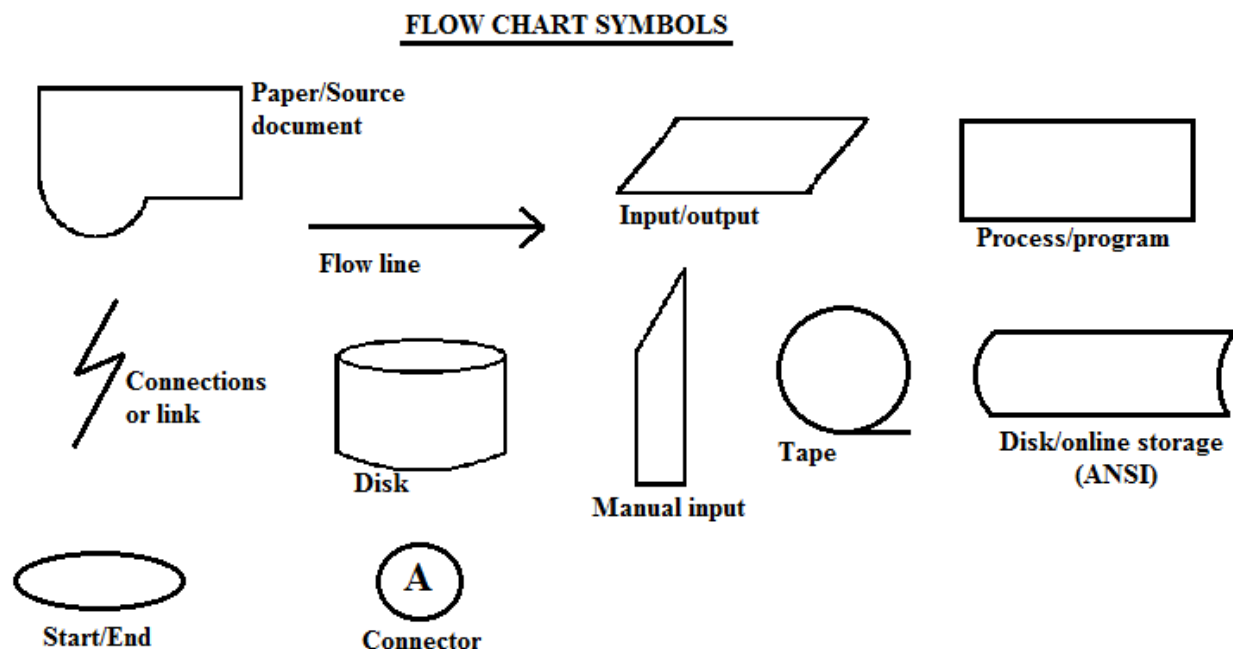 FLOW CHART SYMBOLS
Paper/Source
document
Input/output
Process/program
Flow line
Connections
or link
Disk
Manual input
Tape
Disk/online storage
(ANSI)
Start/End
A
Connector